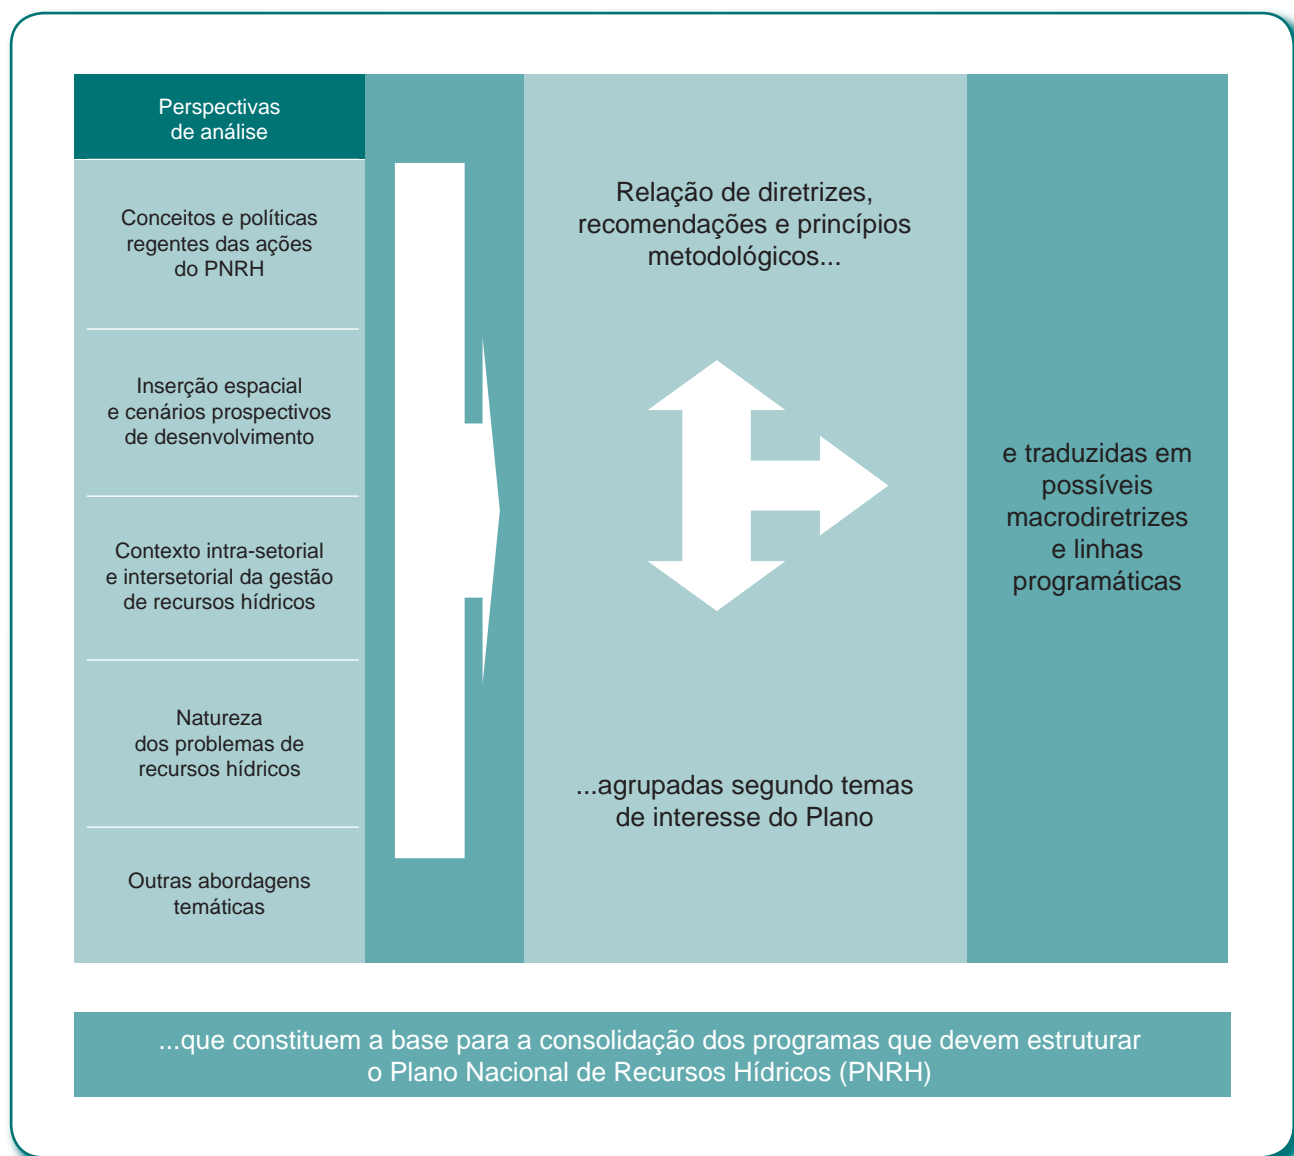 Perspectivas
de análise
Conceitos e políticas
regentes das ações
do PNRH
Inserção espacial
e cenários prospectivos
de desenvolvimento
Contexto intra-setorial
e intersetorial da gestão
de recursos hídricos
Natureza
dos problemas de
recursos hídricos
Outras abordagens
temáticas
Relação de diretrizes,
recomendações e princípios
metodológicos...
...agrupadas segundo temas
de interesse do Plano
e traduzidas em
possíveis
macrodiretrizes
e linhas
programáticas
...que constituem a base para a consolidação dos programas que devem estruturar
o Plano Nacional de Recursos Hídricos (PNRH)